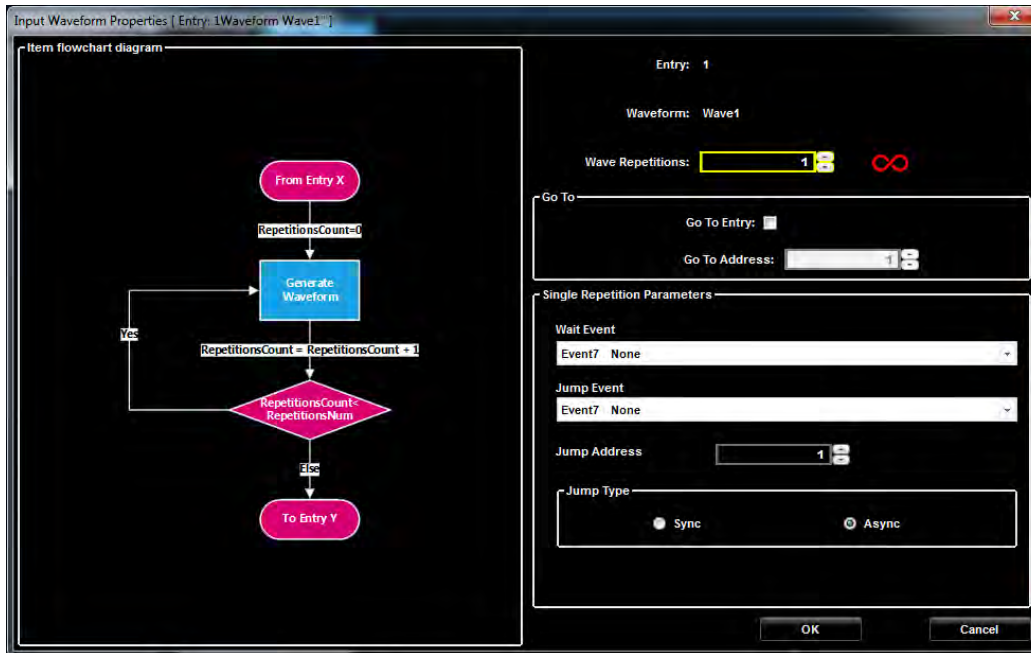 Input Waveform Properties [ Entry: 1Waveform Wave1" ]
Item flowchart diagram
From Entry X
RepetitionsCount=0
Generate
Waveform
Yes
RepetitionsCount = RepetitionsCount + 1
RepetitionsCount<
RepetitionsNum
Else
To Entry Y
Entry: 1
Waveform: Wave1
Wave Repetitions: 1 ∞
Go To
Go To Entry:
Go To Address: 1
Single Repetition Parameters
Wait Event
Event7 None
Jump Event
Event7 None
Jump Address 1
Jump Type
Sync Async
OK Cancel